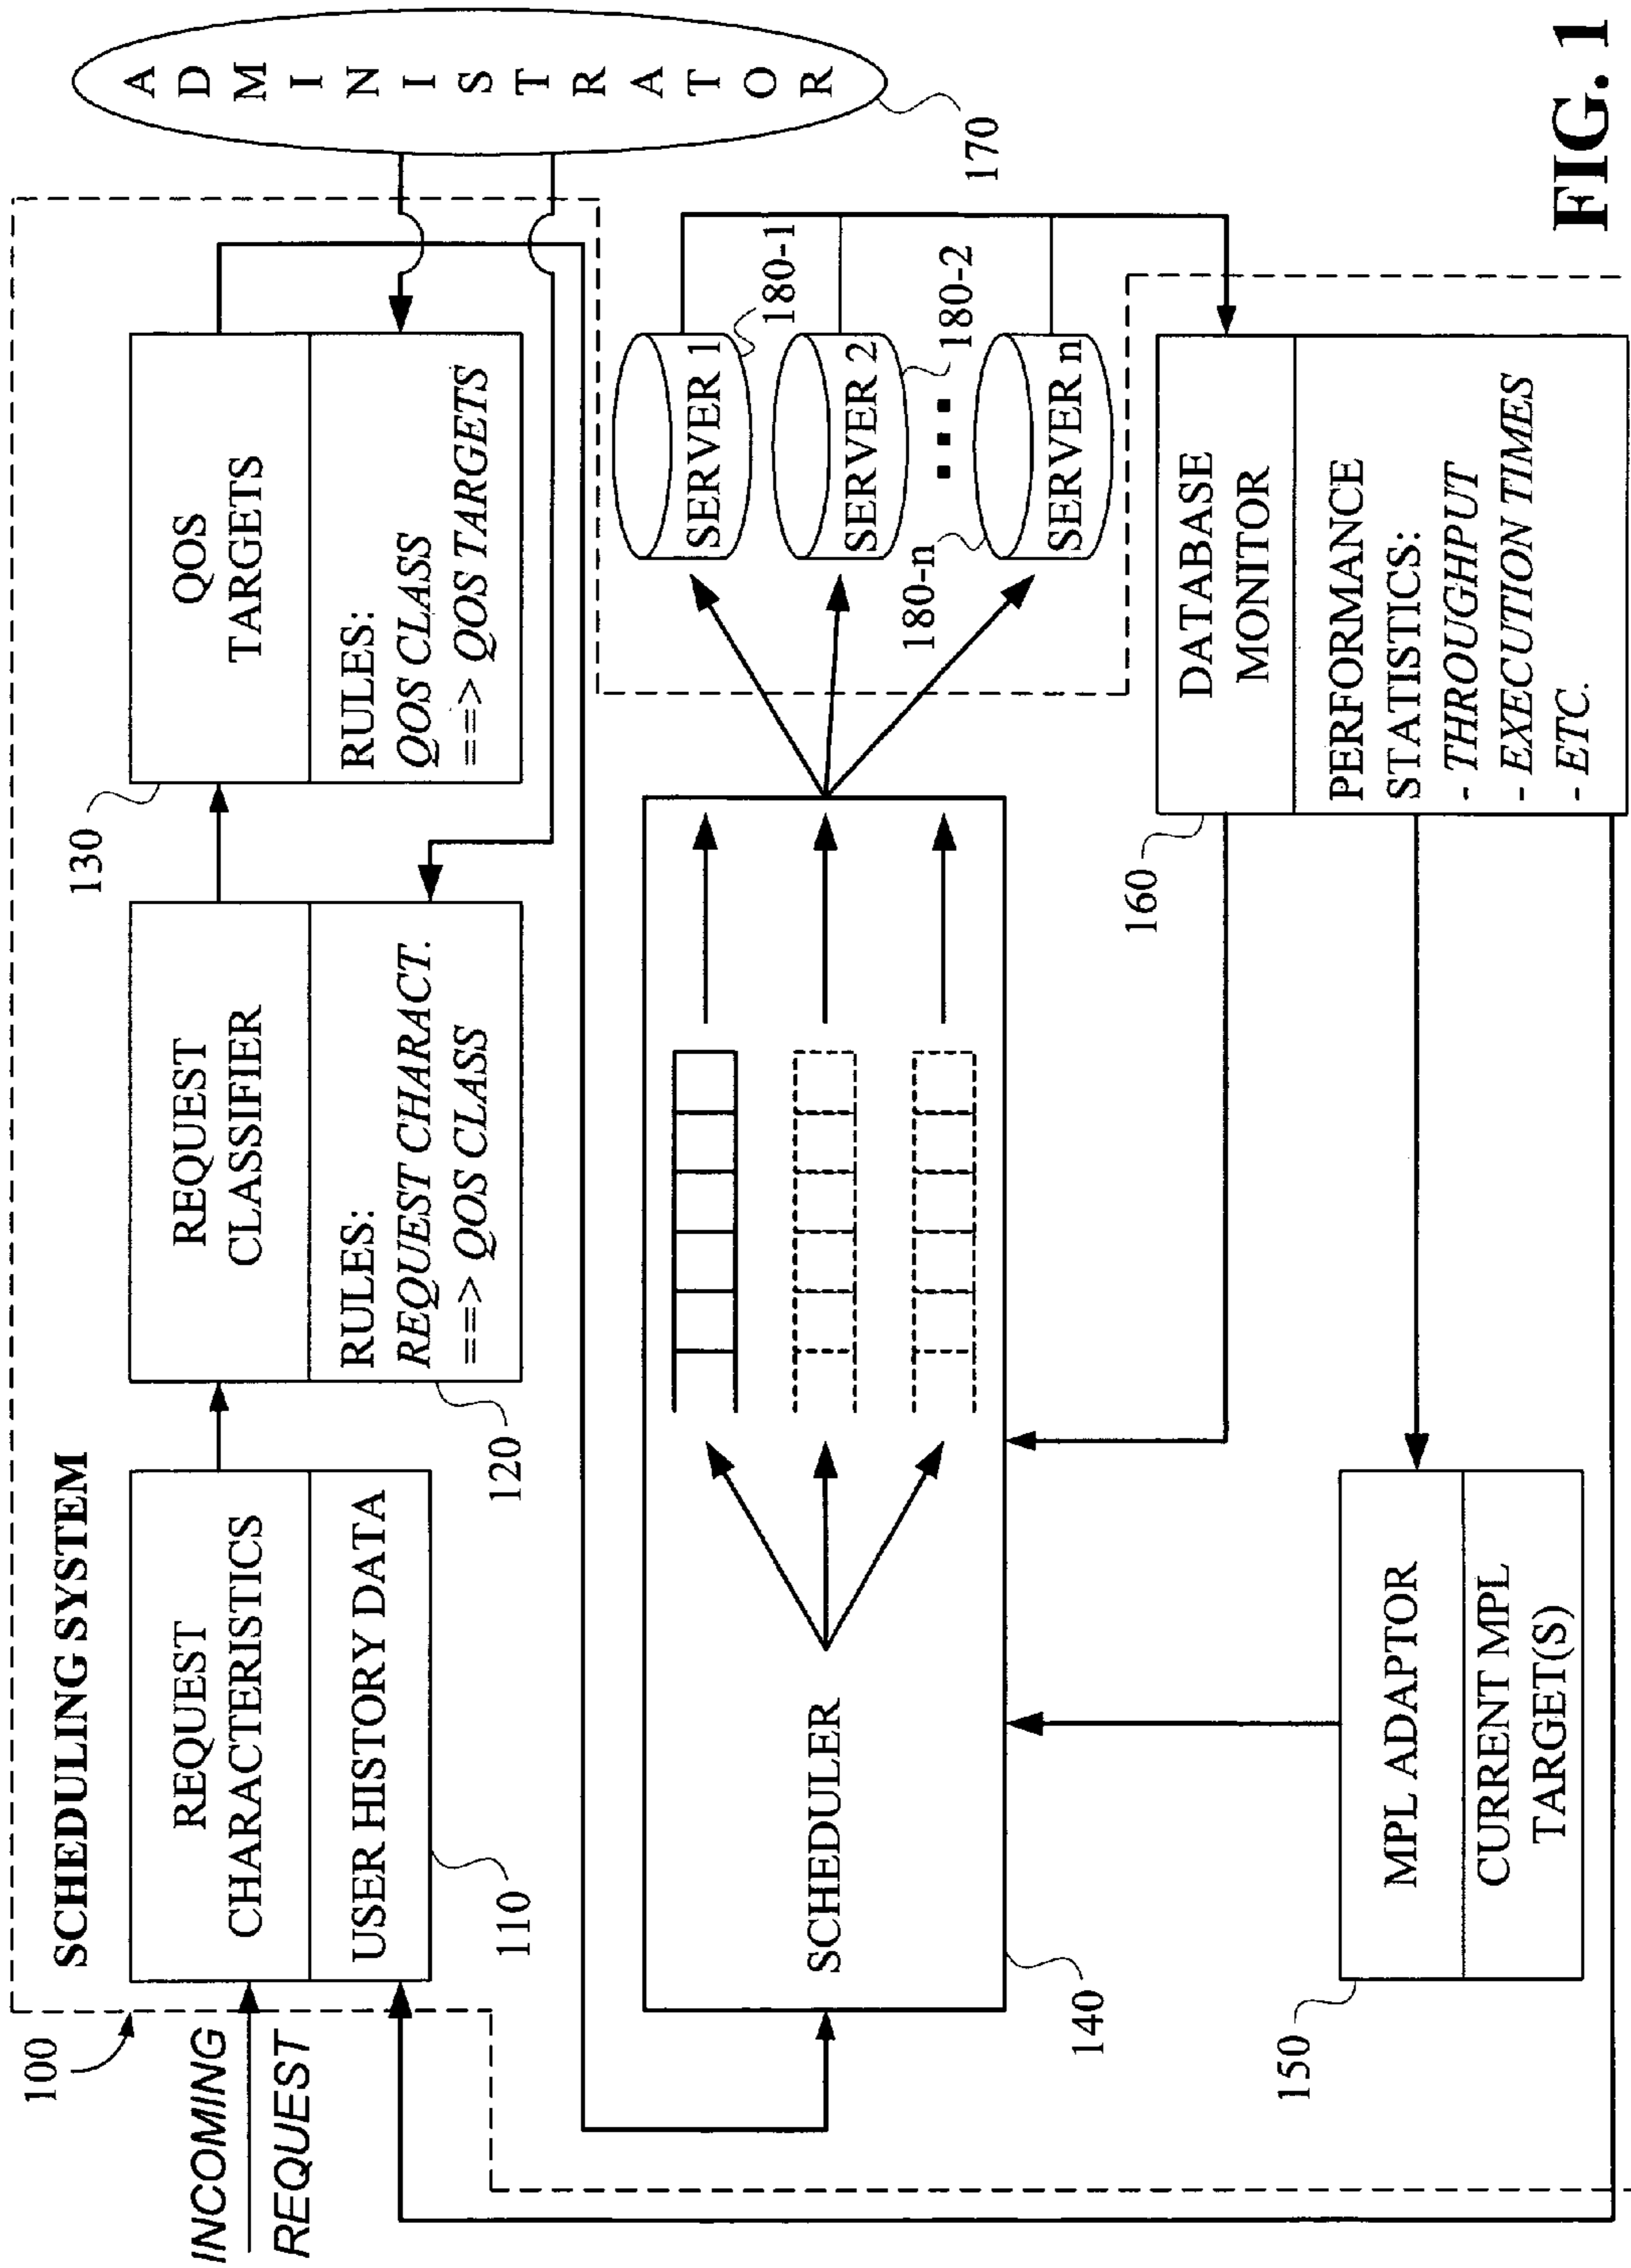 100
SCHEDULING SYSTEM
INCOMING
REQUEST
REQUEST
CHARACTERISTICS
USER HISTORY DATA
110
REQUEST
CLASSIFIER
RULES:
REQUEST CHARACT.
==> QOS CLASS
120
130
QOS
TARGETS
RULES:
QOS CLASS
==> QOS TARGETS
ADMINISTRATOR
170
SCHEDULER
140
SERVER 1
180-1
SERVER 2
180-2
180-n
SERVER n
150
MPL ADAPTOR
CURRENT MPL
TARGET(S)
160
DATABASE
MONITOR
PERFORMANCE
STATISTICS:
- THROUGHPUT
- EXECUTION TIMES
- ETC.
FIG. 1